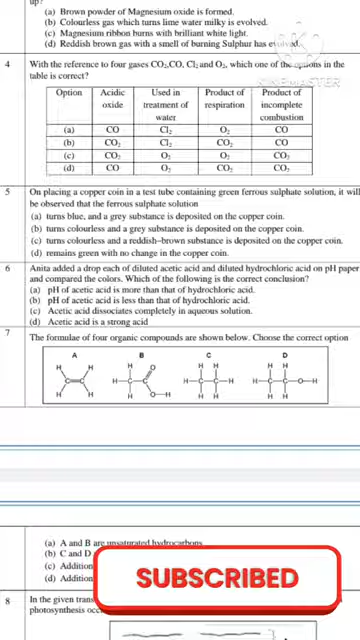 up?
(a) Brown powder of Magnesium oxide is formed.
(b) Colourless gas which turns lime water milky is evolved.
(c) Magnesium ribbon burns with brilliant white light.
(d) Reddish brown gas with a smell of burning Sulphur has evolved.
4 With the reference to four gases CO₂,CO, Cl₂ and O₂, which one of the options in the
table is correct?
KINEMASTER
Option Acidic oxide Used in treatment of water Product of respiration Product of incomplete combustion
(a) CO Cl₂ O₂ CO
(b) CO₂ Cl₂ CO₂ CO
(c) CO₂ O₂ O₂ CO₂
(d) CO O₂ CO₂ CO₂
5 On placing a copper coin in a test tube containing green ferrous sulphate solution, it will
be observed that the ferrous sulphate solution
(a) turns blue, and a grey substance is deposited on the copper coin.
(b) turns colourless and a grey substance is deposited on the copper coin.
(c) turns colourless and a reddish–brown substance is deposited on the copper coin.
(d) remains green with no change in the copper coin.
6 Anita added a drop each of diluted acetic acid and diluted hydrochloric acid on pH paper
and compared the colors. Which of the following is the correct conclusion?
(a) pH of acetic acid is more than that of hydrochloric acid.
(b) pH of acetic acid is less than that of hydrochloric acid.
(c) Acetic acid dissociates completely in aqueous solution.
(d) Acetic acid is a strong acid
7 The formulae of four organic compounds are shown below. Choose the correct option
A B C D
H H H O H H H H
C=C H–C–C H–C–C–H H–C–C–O–H
H H H O–H H H H H
(a) A and B are unsaturated hydrocarbons
(b) C and D
(c) Addition
(d) Addition
SUBSCRIBED
8 In the given trans
photosynthesis occ